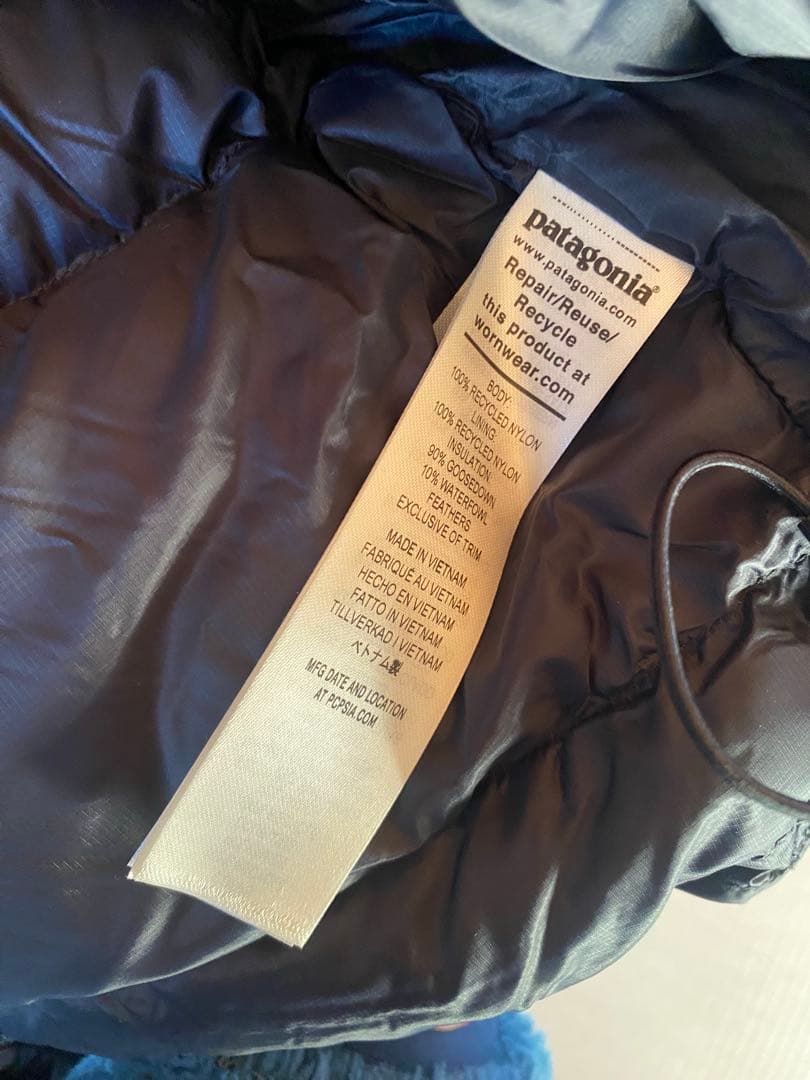 patagonia®
www.patagonia.com
Repair/Reuse/
Recycle
this product at
wornwear.com
BODY:
100% RECYCLED NYLON
LINING:
100% RECYCLED NYLON
INSULATION:
90% GOOSEDOWN
10% WATERFOWL
FEATHERS
EXCLUSIVE OF TRIM
MADE IN VIETNAM
FABRIQUÉ AU VIETNAM
HECHO EN VIETNAM
FATTO IN VIETNAM
TILLVERKAD I VIETNAM
ベトナム製
MFG DATE AND LOCATION
AT PCPSIA.COM